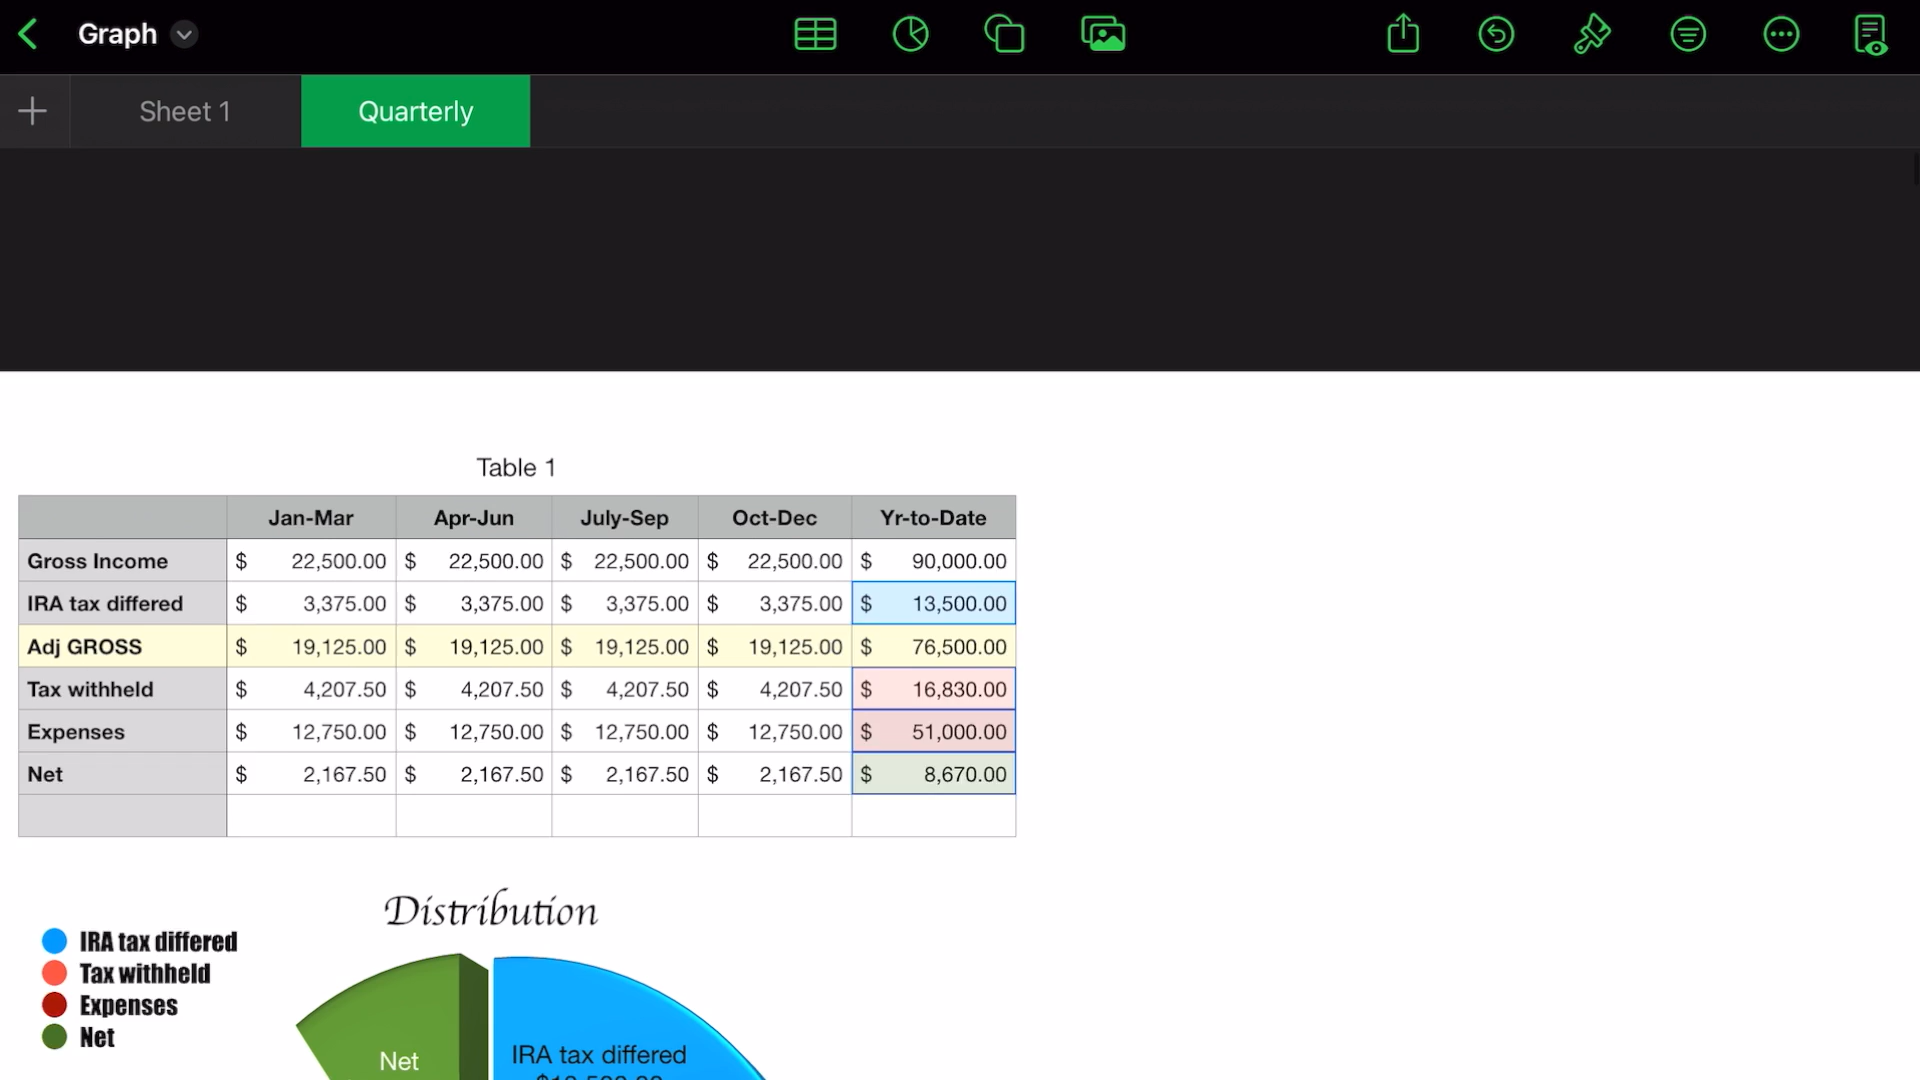 Graph
Sheet 1 Quarterly
Table 1
Jan-Mar Apr-Jun July-Sep Oct-Dec Yr-to-Date
Gross Income $ 22,500.00 $ 22,500.00 $ 22,500.00 $ 22,500.00 $ 90,000.00
IRA tax differed $ 3,375.00 $ 3,375.00 $ 3,375.00 $ 3,375.00 $ 13,500.00
Adj GROSS $ 19,125.00 $ 19,125.00 $ 19,125.00 $ 19,125.00 $ 76,500.00
Tax withheld $ 4,207.50 $ 4,207.50 $ 4,207.50 $ 4,207.50 $ 16,830.00
Expenses $ 12,750.00 $ 12,750.00 $ 12,750.00 $ 12,750.00 $ 51,000.00
Net $ 2,167.50 $ 2,167.50 $ 2,167.50 $ 2,167.50 $ 8,670.00
Distribution
IRA tax differed
Tax withheld
Expenses
Net
Net
IRA tax differed